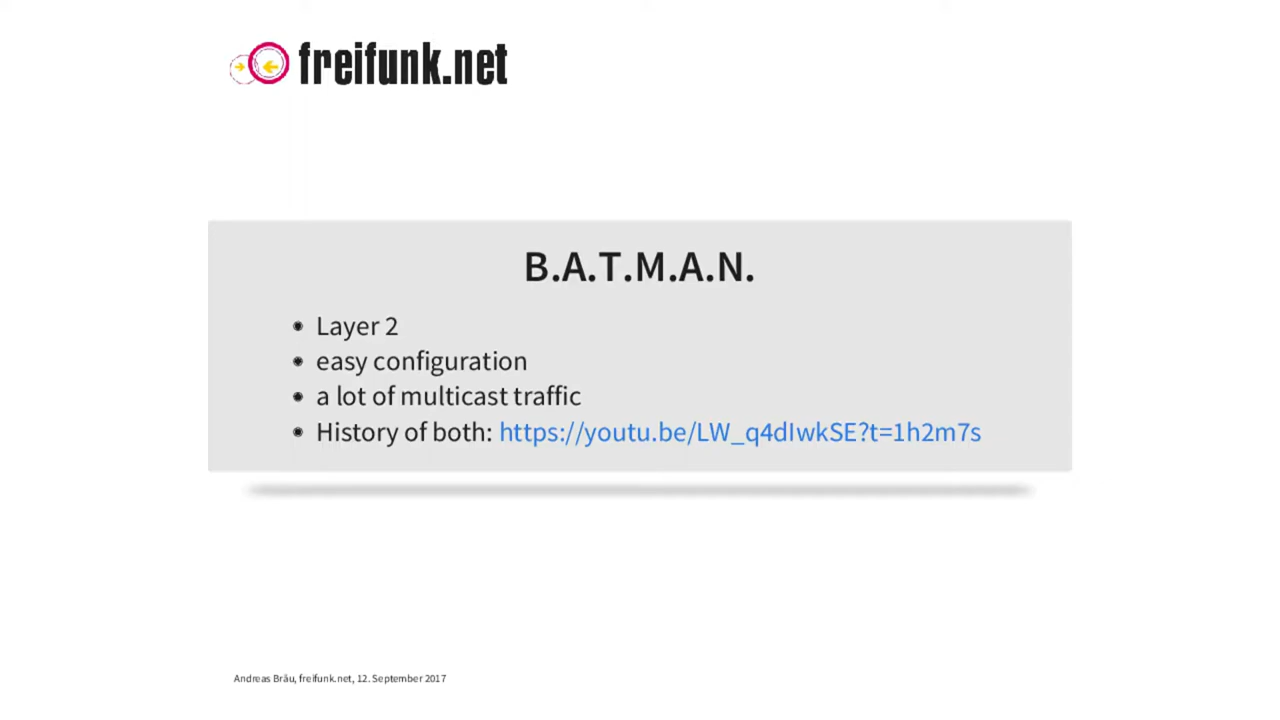 freifunk.net
B.A.T.M.A.N.
Layer 2
easy configuration
a lot of multicast traffic
History of both: https://youtu.be/LW_q4dIwkSE?t=1h2m7s
Andreas Bräu, freifunk.net, 12. September 2017